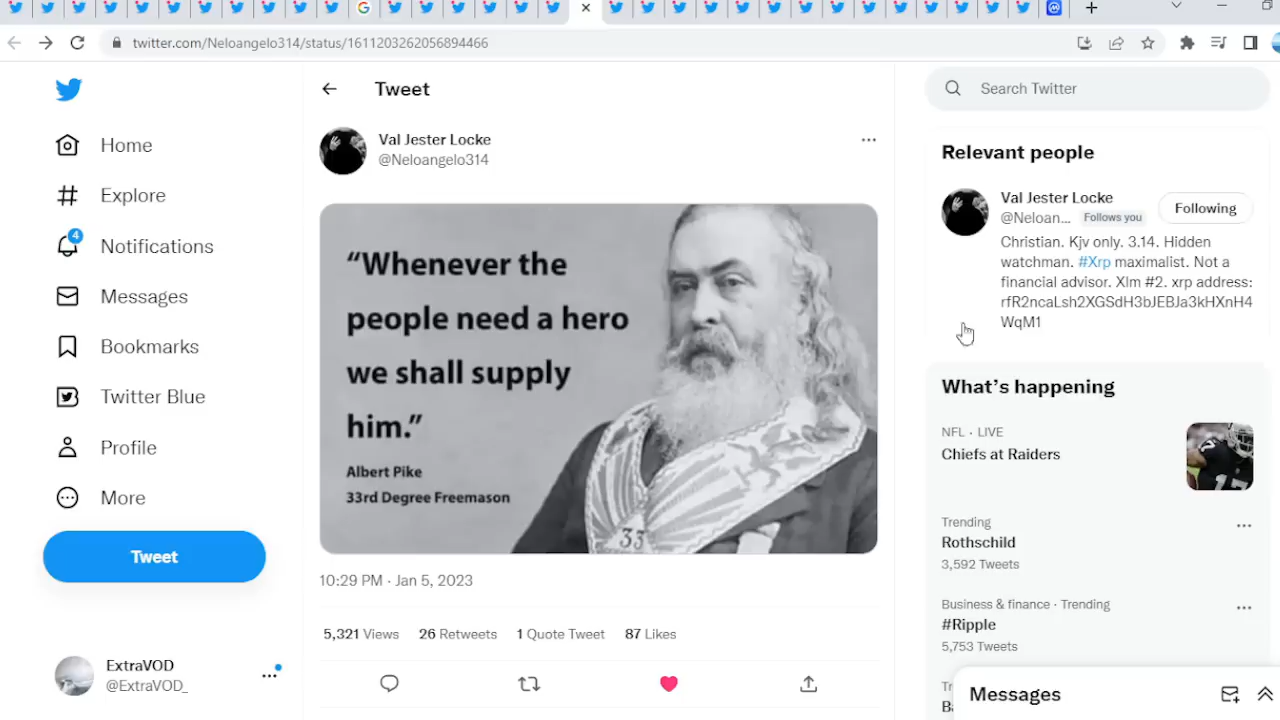 twitter.com/Neloangelo314/status/1611203262056894466
Home
Explore
4
Notifications
Messages
Bookmarks
Twitter Blue
Profile
More
Tweet
ExtraVOD
@ExtraVOD_
Tweet
Val Jester Locke
@Neloangelo314
“Whenever the
people need a hero
we shall supply
him.”
Albert Pike
33rd Degree Freemason
33
10:29 PM · Jan 5, 2023
5,321 Views 26 Retweets 1 Quote Tweet 87 Likes
Search Twitter
Relevant people
Val Jester Locke
@Neloan... Follows you
Following
Christian. Kjv only. 3.14. Hidden
watchman. #Xrp maximalist. Not a
financial advisor. Xlm #2. xrp address:
rfR2ncaLsh2XGSdH3bJEBJa3kHXnH4
WqM1
What’s happening
NFL · LIVE
Chiefs at Raiders
Trending
Rothschild
3,592 Tweets
Business & finance · Trending
#Ripple
5,753 Tweets
Messages